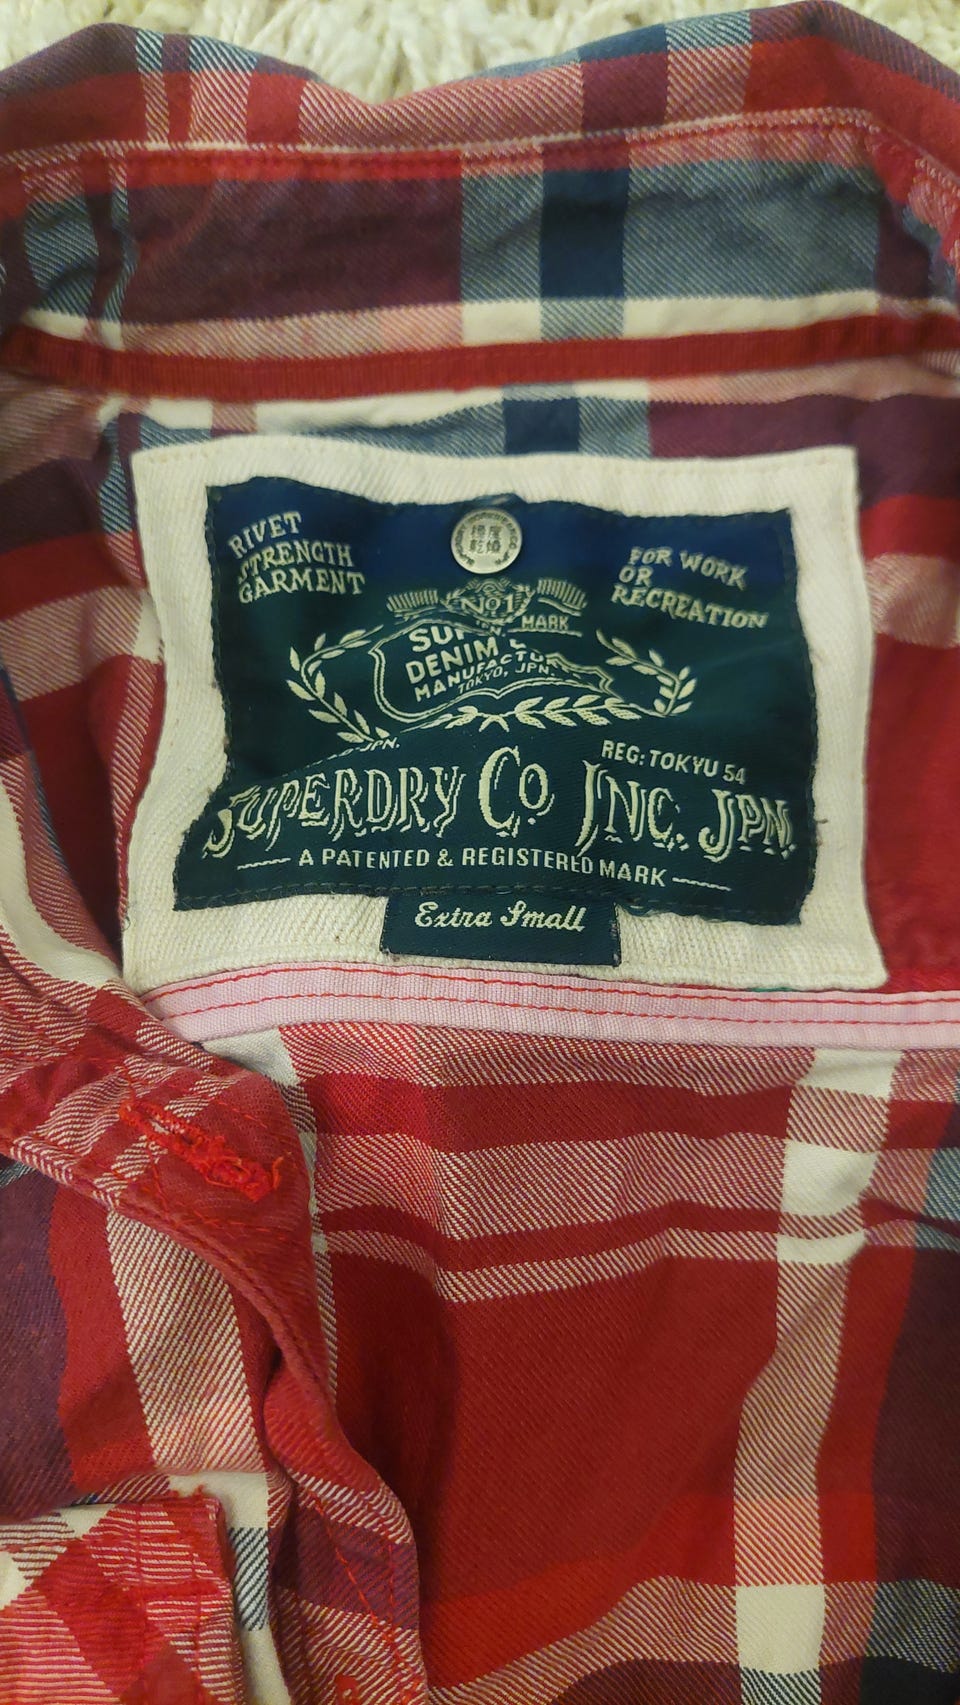 RIVET
STRENGTH
GARMENT
FOR WORK
OR
RECREATION
No1
MARK
DENIM &
TOKYO, JPN.
JPN.
REG: TOKYO 54
SUPERDRY Co INC. JPN.
A PATENTED & REGISTERED MARK
Extra Small